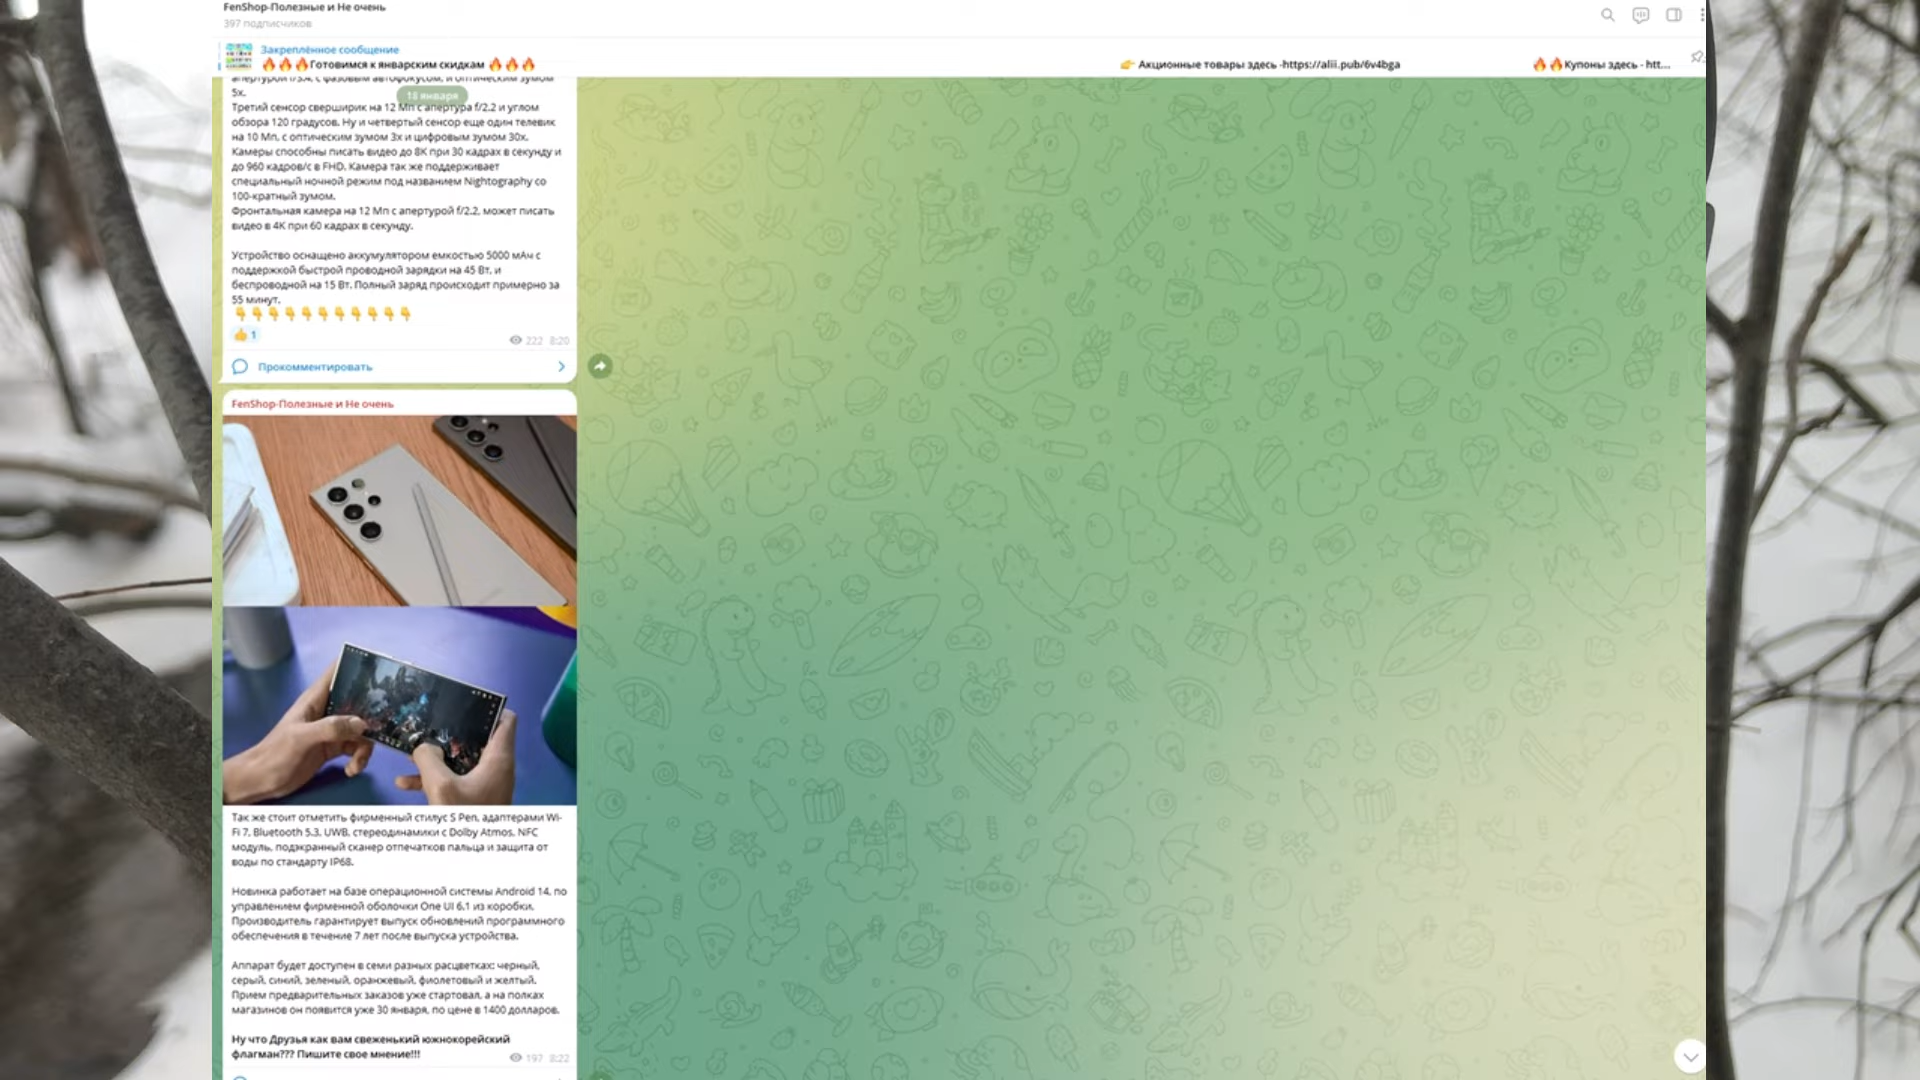 FenShop-Полезные и Не очень
397 подписчиков
Закреплённое сообщение
🔥🔥🔥Готовимся к январским скидкам 🔥🔥🔥 👉 Акционные товары здесь -https://alii.pub/6v4bga 🔥🔥Купоны здесь - htt...
апертурой f/3.4, с фазовым автофокусом, и оптическим зумом
5x.
18 января
Третий сенсор сверширик на 12 Мп с апертура f/2.2 и углом
обзора 120 градусов. Ну и четвертый сенсор еще один телевик
на 10 Мп, с оптическим зумом 3x и цифровым зумом 30x.
Камеры способны писать видео до 8K при 30 кадрах в секунду и
до 960 кадров/с в FHD. Камера так же поддерживает
специальный ночной режим под названием Nightography со
100-кратный зумом.
Фронтальная камера на 12 Мп с апертурой f/2.2, может писать
видео в 4K при 60 кадрах в секунду.
Устройство оснащено аккумулятором емкостью 5000 мАч с
поддержкой быстрой проводной зарядки на 45 Вт, и
беспроводной на 15 Вт. Полный заряд происходит примерно за
55 минут.
👇👇👇👇👇👇👇👇👇👇👇
👍 1
222 8:20
Прокомментировать
FenShop-Полезные и Не очень
Так же стоит отметить фирменный стилус S Pen, адаптерами Wi-
Fi 7, Bluetooth 5.3, UWB, стереодинамики с Dolby Atmos, NFC
модуль, подэкранный сканер отпечатков пальца и защита от
воды по стандарту IP68.
Новинка работает на базе операционной системы Android 14, по
управлением фирменной оболочки One UI 6.1 из коробки.
Производитель гарантирует выпуск обновлений программного
обеспечения в течение 7 лет после выпуска устройства.
Аппарат будет доступен в семи разных расцветках: черный,
серый, синий, зеленый, оранжевый, фиолетовый и желтый.
Прием предварительных заказов уже стартовал, а на полках
магазинов он появится уже 30 января, по цене в 1400 долларов.
Ну что Друзья как вам свеженький южнокорейский
флагман??? Пишите свое мнение!!!
197 8:22